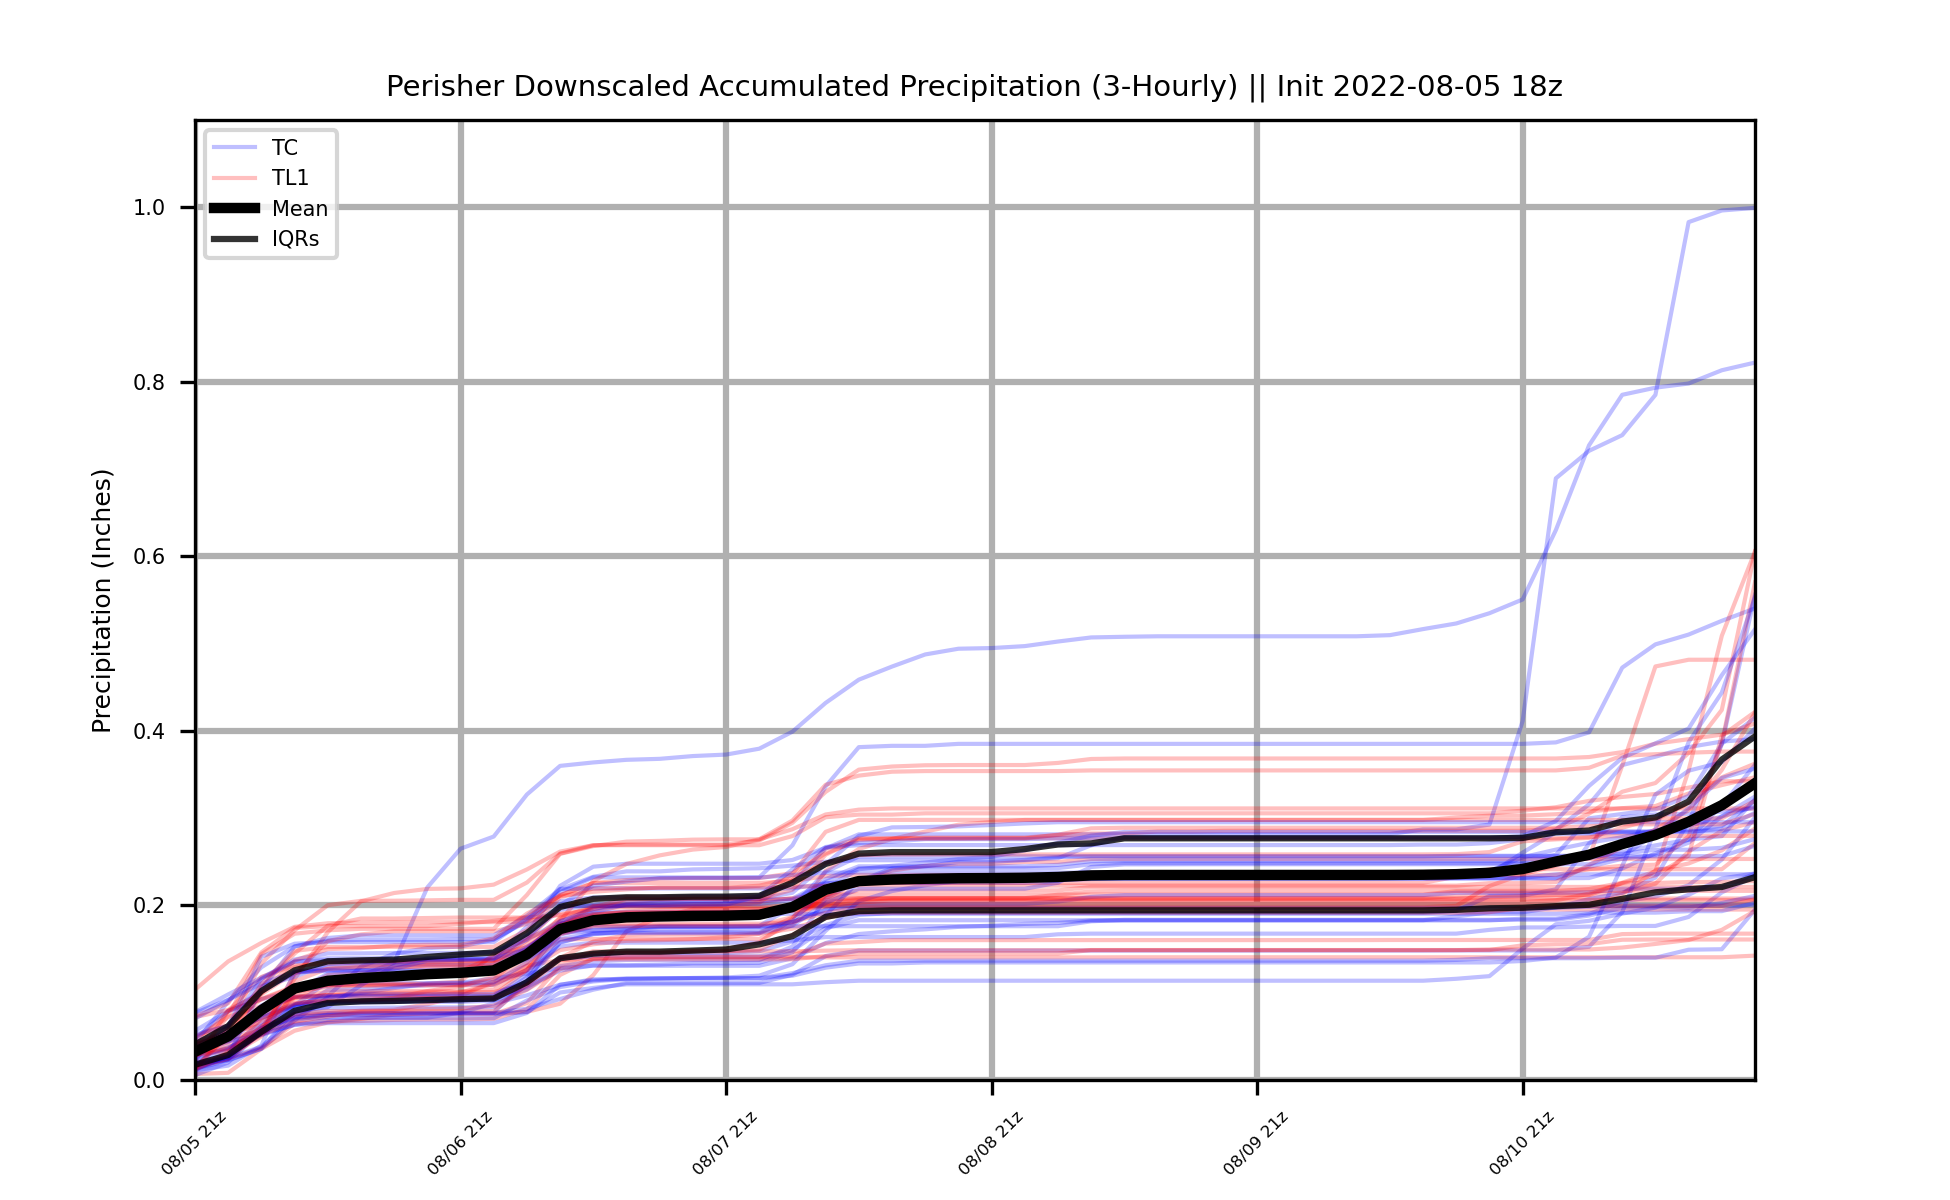 Perisher Downscaled Accumulated Precipitation (3-Hourly) || Init 2022-08-05 18z
TC
TL1
Mean
IQRs
Precipitation (Inches)
1.0
0.8
0.6
0.4
0.2
0.0
08/05 21z
08/06 21z
08/07 21z
08/08 21z
08/09 21z
08/10 21z